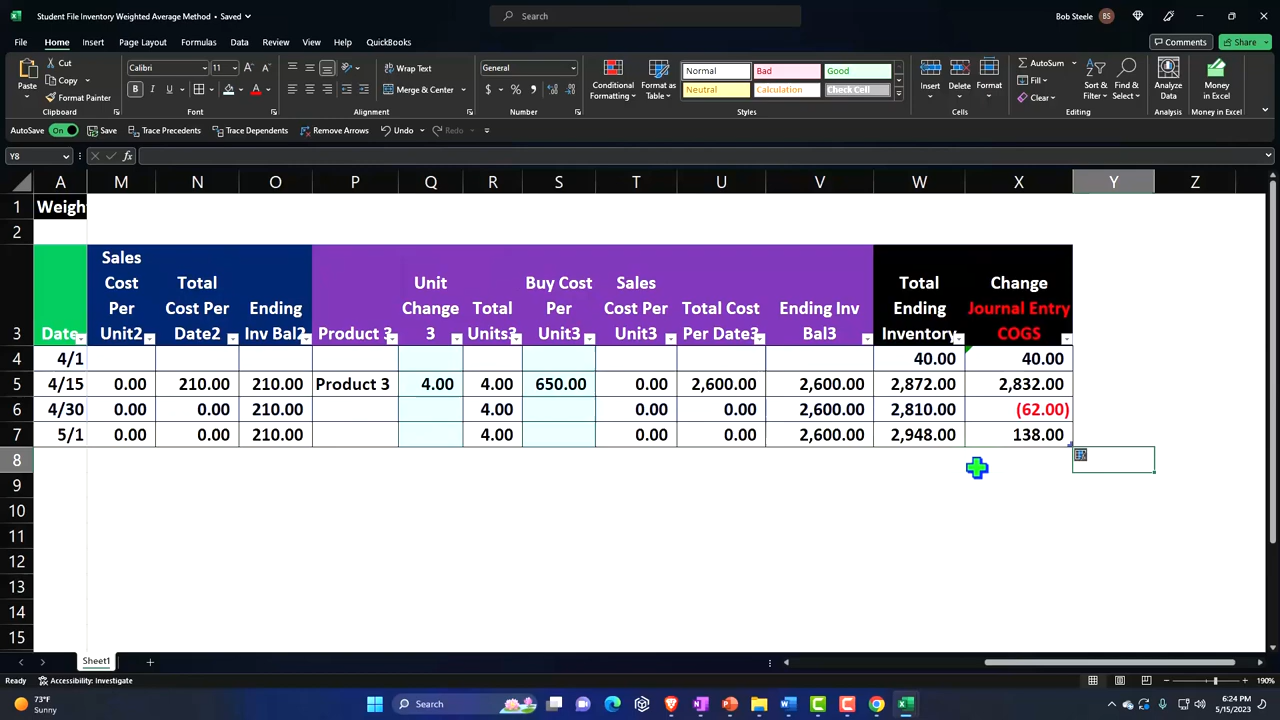 Student File Inventory Weighted Average Method • Saved
Search
Bob Steele BS
File Home Insert Page Layout Formulas Data Review View Help QuickBooks
Comments Share
Paste Cut
Copy
Format Painter
Clipboard
Calibri 11
B I U
Font
Wrap Text
Merge & Center
Alignment
General
Number
Conditional Formatting
Format as Table
Normal Bad Good
Neutral Calculation Check Cell
Styles
Insert Delete Format
Cells
AutoSum
Fill
Clear
Sort & Filter
Find & Select
Editing
Analyze Data
Analysis
Money in Excel
Money in Excel
AutoSave On Save Trace Precedents Trace Dependents Remove Arrows Undo Redo
Y8 fx
A M N O P Q R S T U V W X Y Z
1 Weigh
2
3 Date Sales Cost Per Unit2 Total Cost Per Date2 Ending Inv Bal2 Product 3 Unit Change 3 Total Units3 Buy Cost Per Unit3 Sales Cost Per Unit3 Total Cost Per Date3 Ending Inv Bal3 Total Ending Inventory Change Journal Entry COGS
4 4/1 40.00 40.00
5 4/15 0.00 210.00 210.00 Product 3 4.00 4.00 650.00 0.00 2,600.00 2,600.00 2,872.00 2,832.00
6 4/30 0.00 0.00 210.00 4.00 0.00 0.00 2,600.00 2,810.00 (62.00)
7 5/1 0.00 0.00 210.00 4.00 0.00 0.00 2,600.00 2,948.00 138.00
8
9
10
11
12
13
14
15
Sheet1
Ready Accessibility: Investigate
190%
73°F
Sunny
Search
6:24 PM
5/15/2023